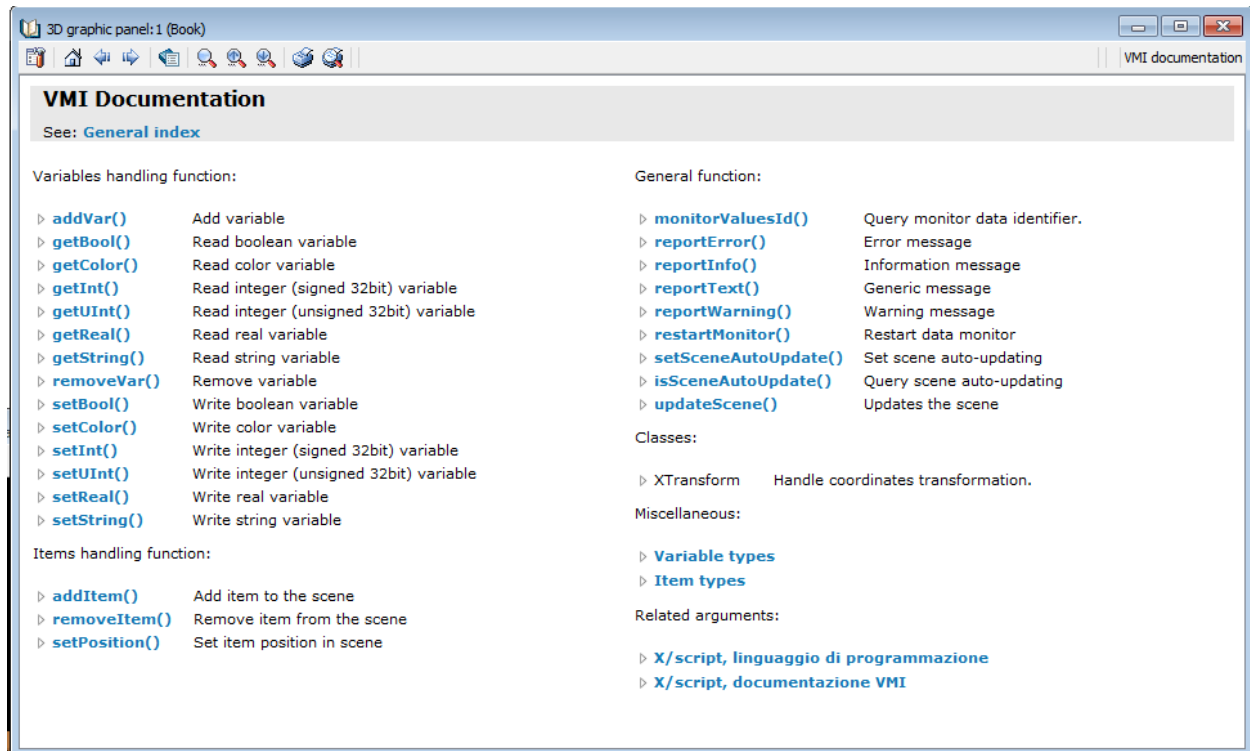 3D graphic panel:1 (Book)
VMI documentation
VMI Documentation
See: General index
Variables handling function:
addVar() Add variable
getBool() Read boolean variable
getColor() Read color variable
getInt() Read integer (signed 32bit) variable
getUInt() Read integer (unsigned 32bit) variable
getReal() Read real variable
getString() Read string variable
removeVar() Remove variable
setBool() Write boolean variable
setColor() Write color variable
setInt() Write integer (signed 32bit) variable
setUInt() Write integer (unsigned 32bit) variable
setReal() Write real variable
setString() Write string variable
Items handling function:
addItem() Add item to the scene
removeItem() Remove item from the scene
setPosition() Set item position in scene
General function:
monitorValuesId() Query monitor data identifier.
reportError() Error message
reportInfo() Information message
reportText() Generic message
reportWarning() Warning message
restartMonitor() Restart data monitor
setSceneAutoUpdate() Set scene auto-updating
isSceneAutoUpdate() Query scene auto-updating
updateScene() Updates the scene
Classes:
XTransform Handle coordinates transformation.
Miscellaneous:
Variable types
Item types
Related arguments:
X/script, linguaggio di programmazione
X/script, documentazione VMI